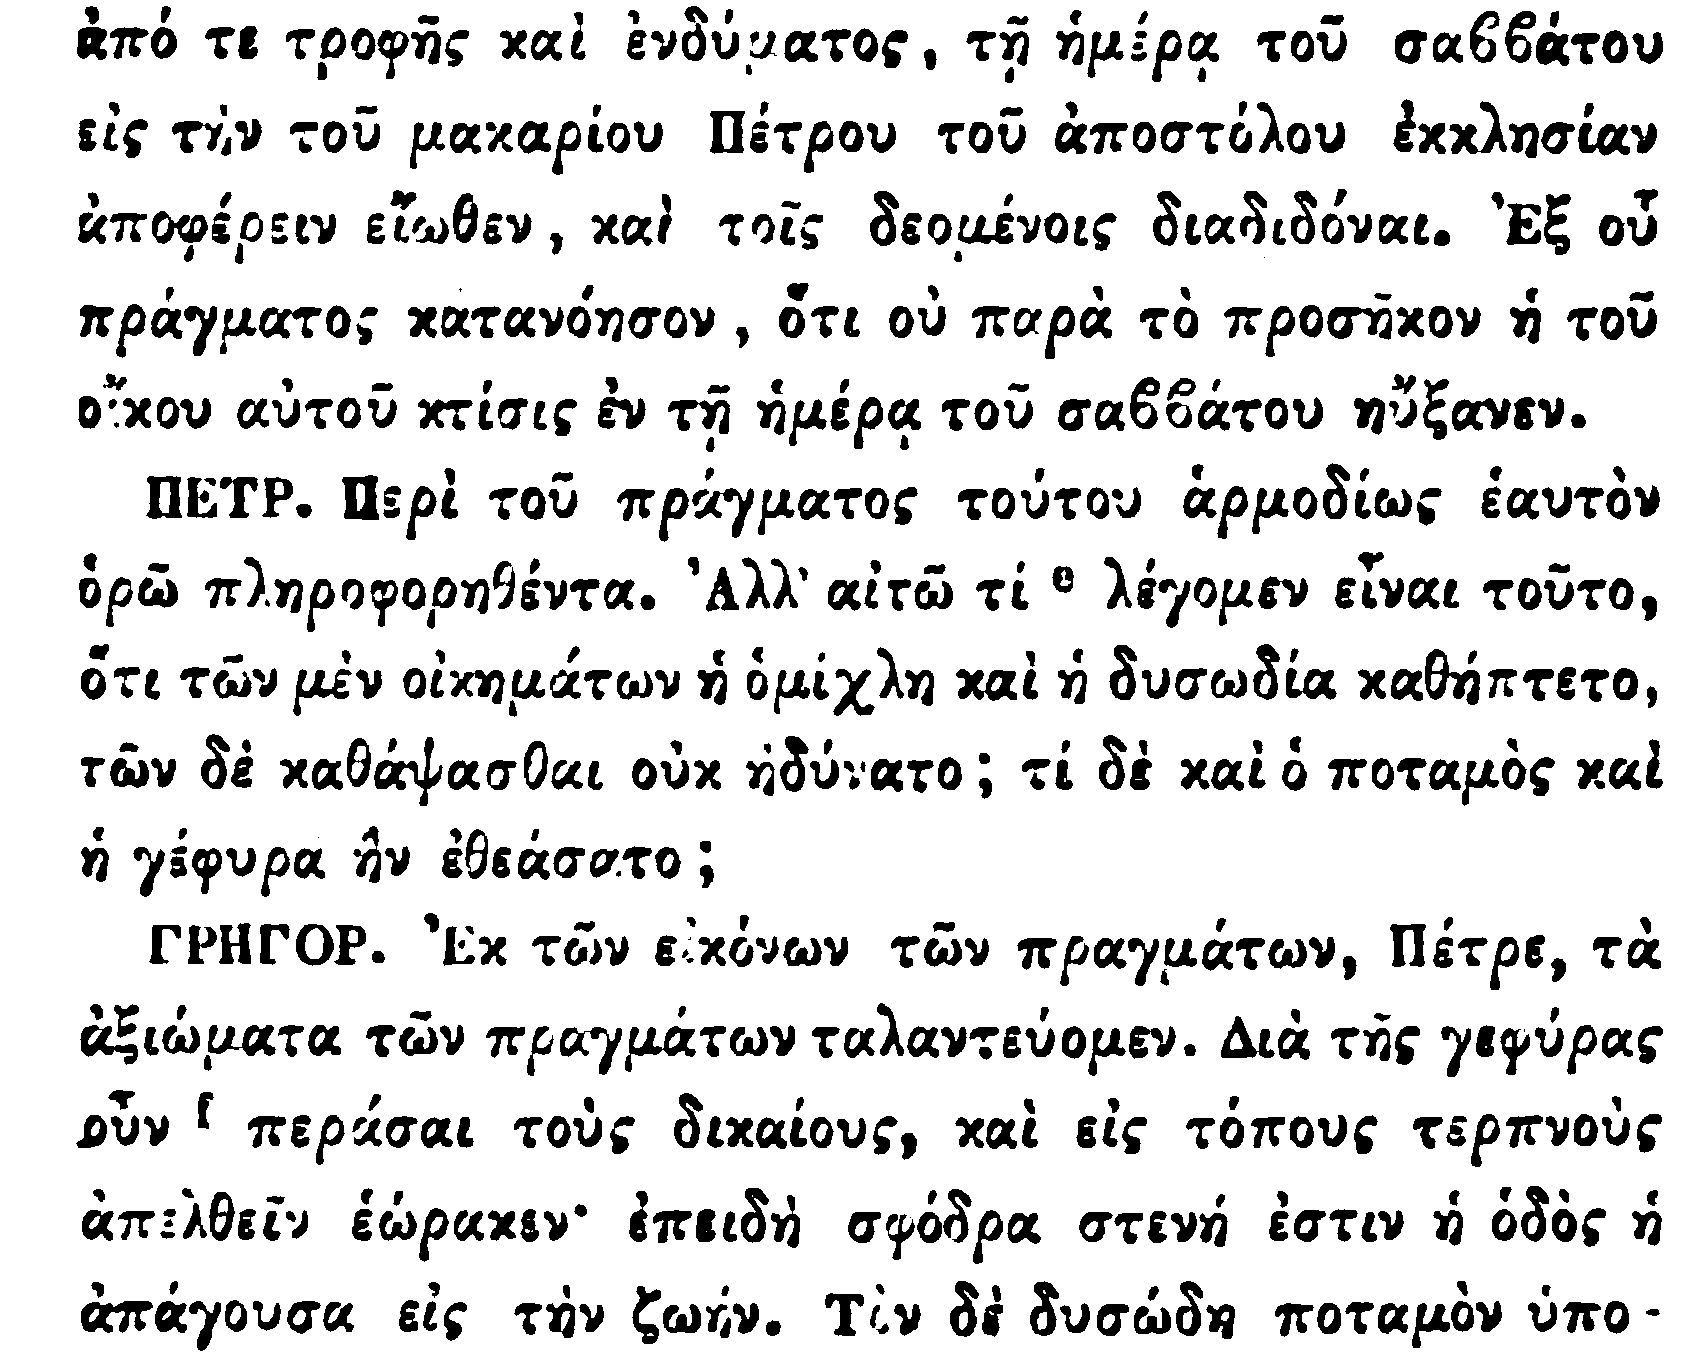 ἀπό τε τροφῆς καὶ ἐνδύματος, τῇ ἡμέρᾳ τοῦ σαββάτου
εἰς τὴν τοῦ μακαρίου Πέτρου τοῦ ἀποστόλου ἐκκλησίαν
ἀποφέρειν εἴωθεν, καὶ τοῖς δεομένοις διαδιδόναι. Ἐξ οὗ
πράγματος κατανόησον, ὅτι οὐ παρὰ τὸ προσῆκον ἡ τοῦ
οἴκου αὐτοῦ κτίσις ἐν τῇ ἡμέρᾳ τοῦ σαββάτου ηὔξανεν.
ΠΕΤΡ. Περὶ τοῦ πράγματος τούτου ἁρμοδίως ἑαυτὸν
ὁρῶ πληροφορηθέντα. Ἀλλ' αἰτῶ τί ᵉ λέγομεν εἶναι τοῦτο,
ὅτι τῶν μὲν οἰκημάτων ἡ ὁμίχλη καὶ ἡ δυσωδία καθήπτετο,
τῶν δὲ καθάψασθαι οὐκ ἠδύνατο; τί δὲ καὶ ὁ ποταμὸς καὶ
ἡ γέφυρα ἣν ἐθεάσατο;
ΓΡΗΓΟΡ. Ἐκ τῶν εἰκόνων τῶν πραγμάτων, Πέτρε, τὰ
ἀξιώματα τῶν πραγμάτων ταλαντεύομεν. Διὰ τῆς γεφύρας
οὖν ᶠ περάσαι τοὺς δικαίους, καὶ εἰς τόπους τερπνοὺς
ἀπελθεῖν ἑώρακεν· ἐπειδὴ σφόδρα στενή ἐστιν ἡ ὁδὸς ἡ
ἀπάγουσα εἰς τὴν ζωήν. Τὸν δὲ δυσώδη ποταμὸν ὑπο-